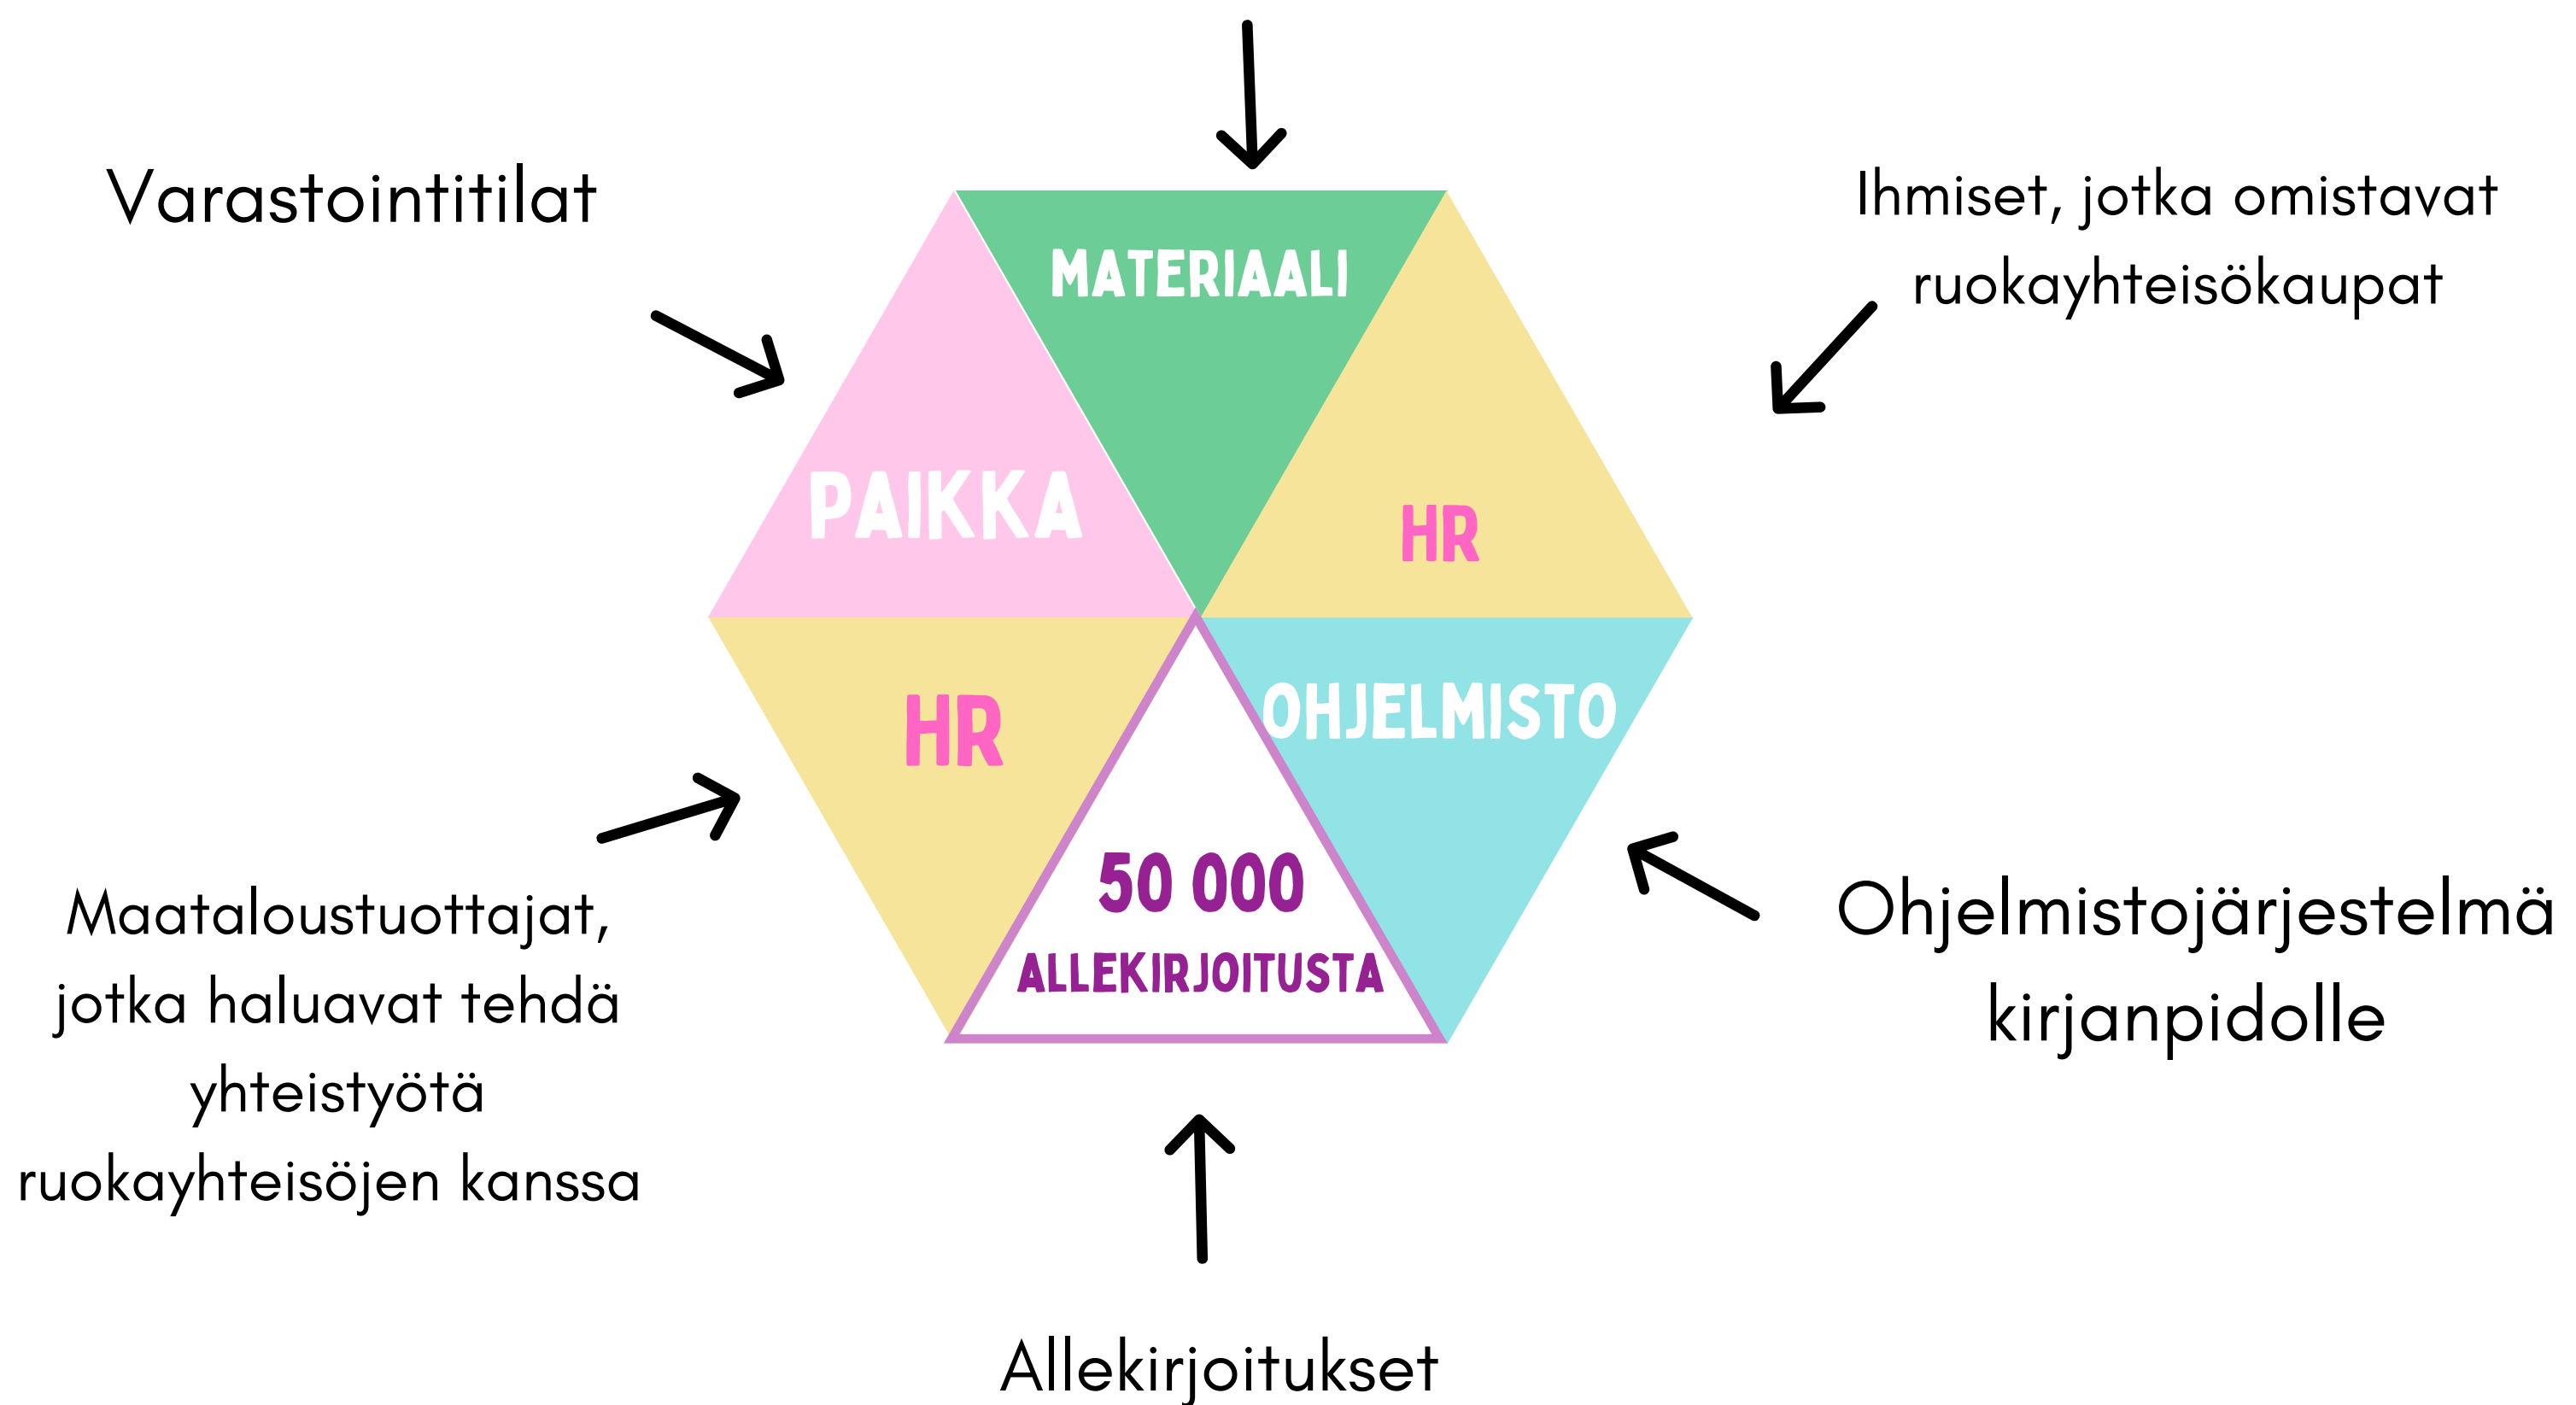 Varastointitilat
Ihmiset, jotka omistavat
ruokayhteisökaupat
MATERIAALI
PAIKKA
HR
HR
OHJELMISTO
50 000
ALLEKIRJOITUSTA
Maataloustuottajat,
jotka haluavat tehdä
yhteistyötä
ruokayhteisöjen kanssa
Ohjelmistojärjestelmä
kirjanpidolle
Allekirjoitukset